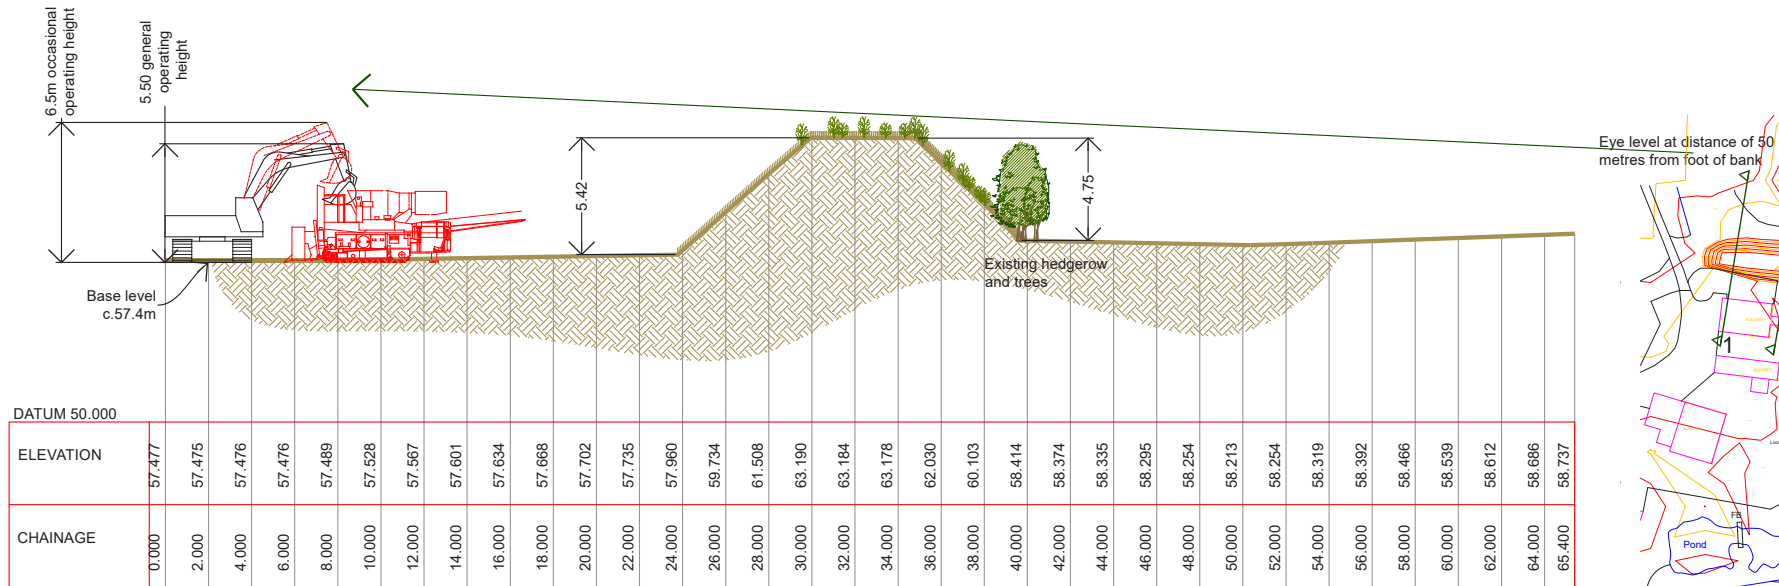 6.5m occasional
operating height
5.50 general
operating
height
5.42
4.75
Eye level at distance of 50
metres from foot of bank
Existing hedgerow
and trees
Base level
c.57.4m
1
DATUM 50.000
ELEVATION
57.477 57.475 57.476 57.476 57.489 57.528 57.567 57.601 57.634 57.668 57.702 57.735 57.960 59.734 61.508 63.190 63.184 63.178 62.030 60.103 58.414 58.374 58.335 58.295 58.254 58.213 58.254 58.319 58.392 58.466 58.539 58.612 58.686 58.737
CHAINAGE
0.000 2.000 4.000 6.000 8.000 10.000 12.000 14.000 16.000 18.000 20.000 22.000 24.000 26.000 28.000 30.000 32.000 34.000 36.000 38.000 40.000 42.000 44.000 46.000 48.000 50.000 52.000 54.000 56.000 58.000 60.000 62.000 64.000 65.400
FB
Pond